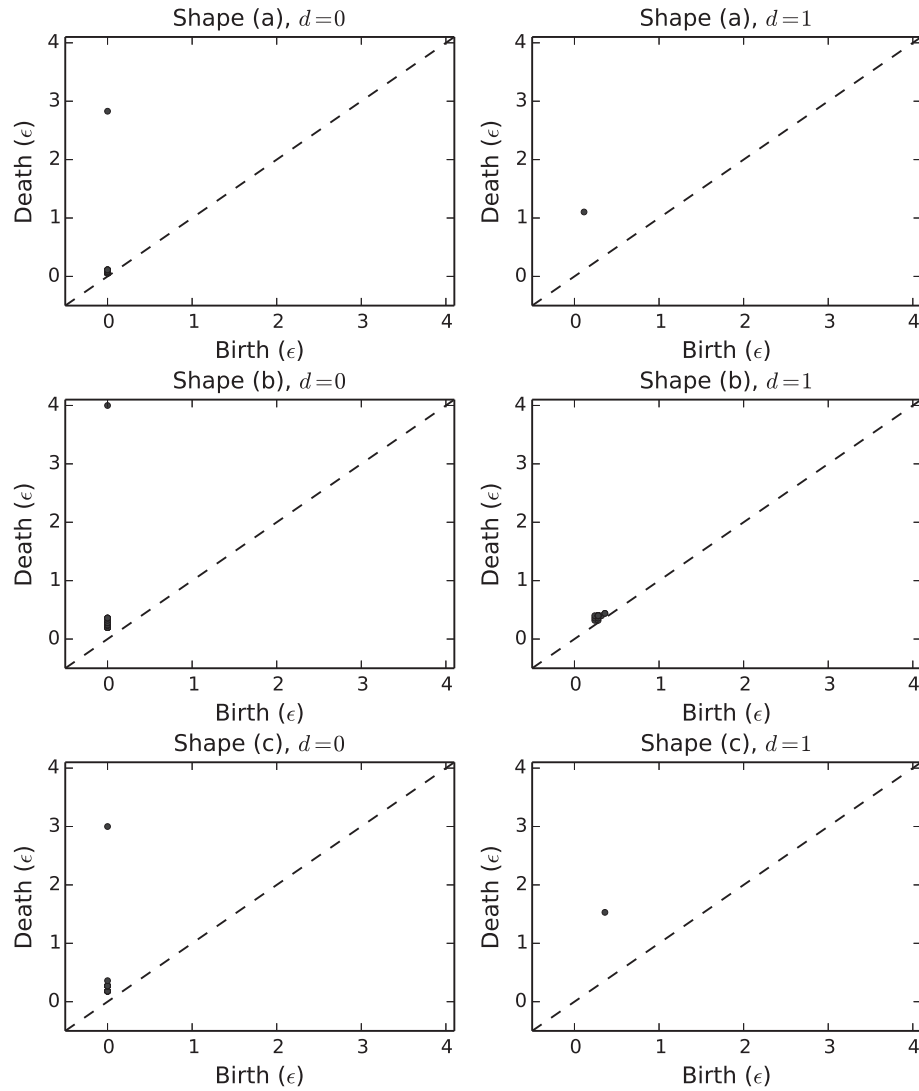 Shape (a), d=0
4
3
2
1
0
Death (ϵ)
0 1 2 3 4
Birth (ϵ)
Shape (a), d=1
4
3
2
1
0
Death (ϵ)
0 1 2 3 4
Birth (ϵ)
Shape (b), d=0
4
3
2
1
0
Death (ϵ)
0 1 2 3 4
Birth (ϵ)
Shape (b), d=1
4
3
2
1
0
Death (ϵ)
0 1 2 3 4
Birth (ϵ)
Shape (c), d=0
4
3
2
1
0
Death (ϵ)
0 1 2 3 4
Birth (ϵ)
Shape (c), d=1
4
3
2
1
0
Death (ϵ)
0 1 2 3 4
Birth (ϵ)